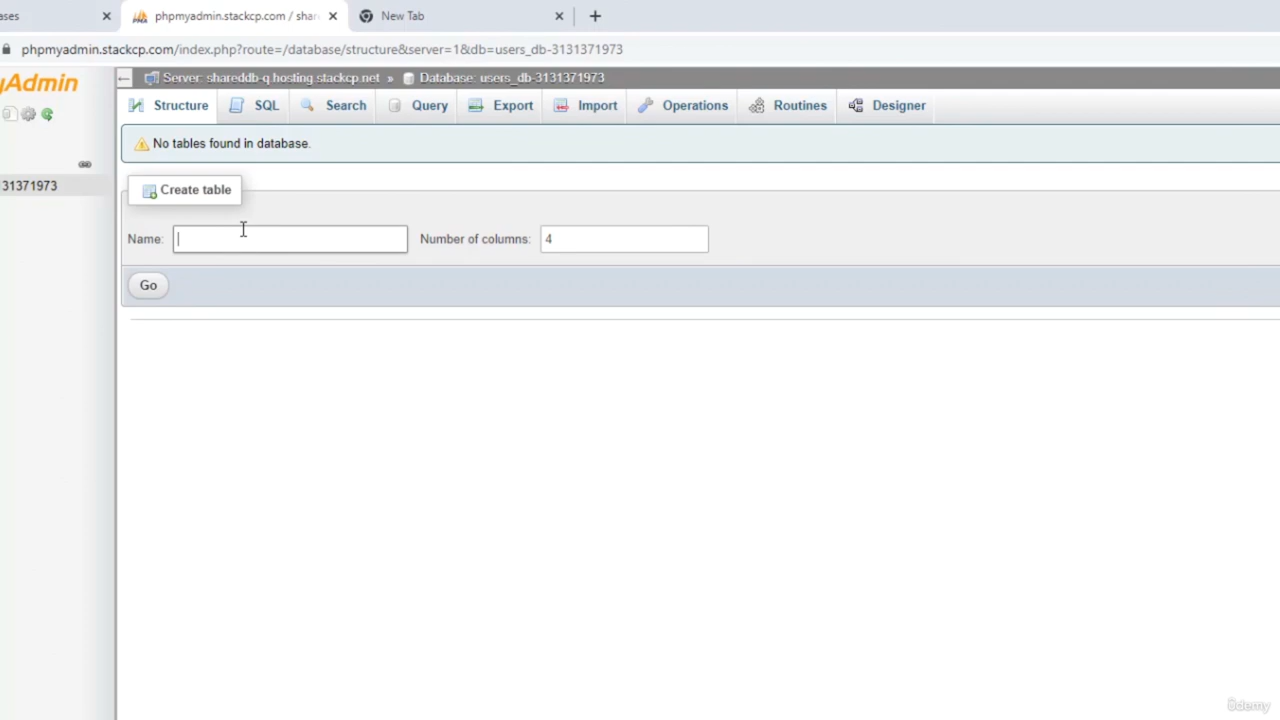 ases
phpmyadmin.stackcp.com / shar
New Tab
phpmyadmin.stackcp.com/index.php?route=/database/structure&server=1&db=users_db-3131371973
yAdmin
Server: shareddb-q.hosting.stackcp.net » Database: users_db-3131371973
Structure SQL Search Query Export Import Operations Routines Designer
No tables found in database.
31371973
Create table
Name: Number of columns: 4
Go
ûdemy